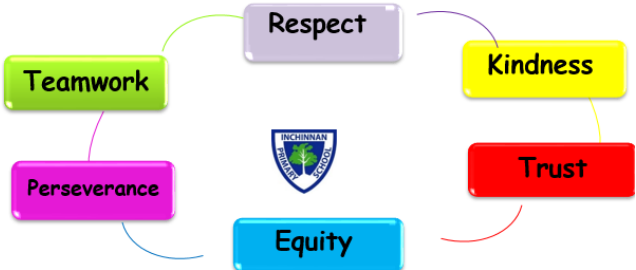 Respect
Kindness
Teamwork
INCHINNAN
PRIMARY
SCHOOL
Trust
Perseverance
Equity